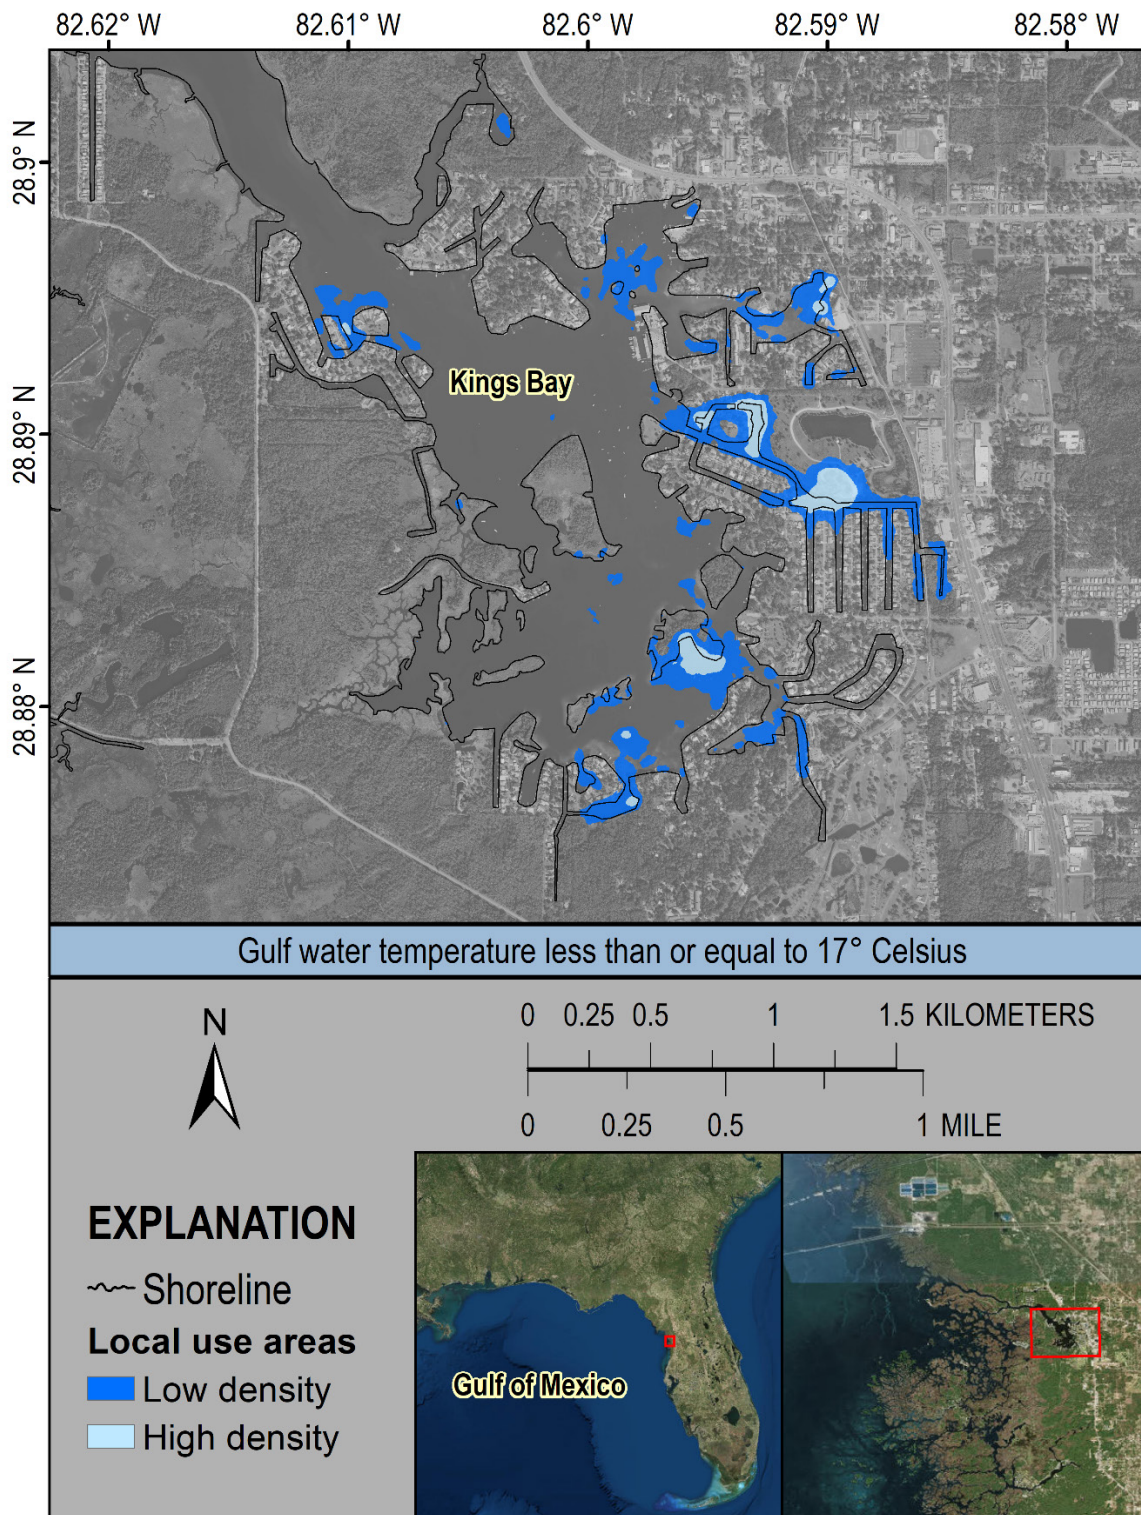 82.62° W 82.61° W 82.6° W 82.59° W 82.58° W
28.9° N
Kings Bay
28.89° N
28.88° N
Gulf water temperature less than or equal to 17° Celsius
N
0 0.25 0.5 1 1.5 KILOMETERS
0 0.25 0.5 1 MILE
EXPLANATION
Shoreline
Local use areas
Low density
High density
Gulf of Mexico